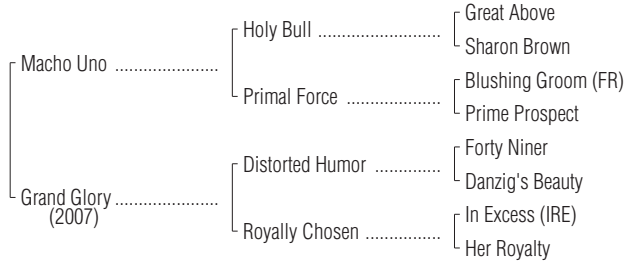 Great Above
Holy Bull ..........................
Sharon Brown
Macho Uno ......................
Blushing Groom (FR)
Primal Force ....................
Prime Prospect
Forty Niner
Distorted Humor ..............
Danzig's Beauty
Grand Glory ......................
(2007)
In Excess (IRE)
Royally Chosen ................
Her Royalty